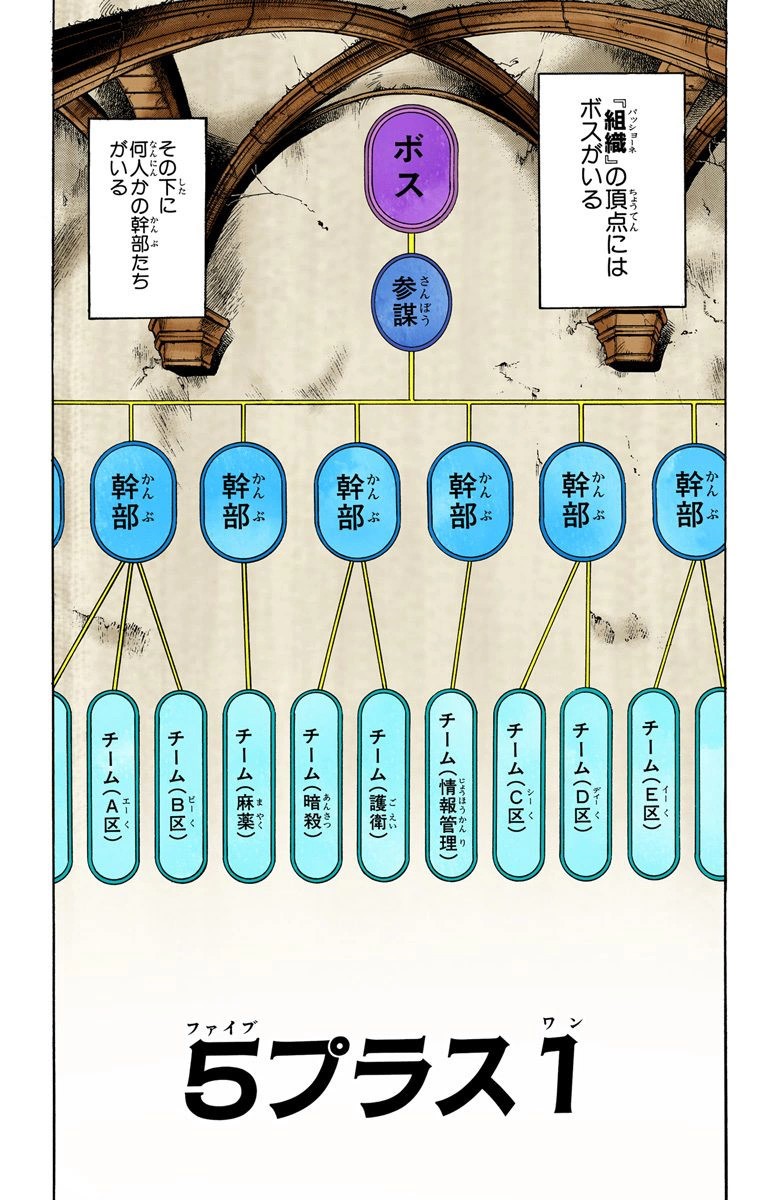 『組織』の頂点には
パッショーネ
ちょうてん
ボスがいる
その下に
した
何人かの幹部たち
なんにん
かんぶ
がいる
ボス
参謀
さんぼう
幹部
かんぶ
幹部
かんぶ
幹部
かんぶ
幹部
かんぶ
幹部
かんぶ
幹部
かんぶ
チーム(A区)
エーく
チーム(B区)
ビーく
チーム(麻薬)
まやく
チーム(暗殺)
あんさつ
チーム(護衛)
ごえい
チーム(情報管理)
じょうほうかんり
チーム(C区)
シーく
チーム(D区)
ディーく
チーム(E区)
イーく
ファイブ
ワン
5プラス1